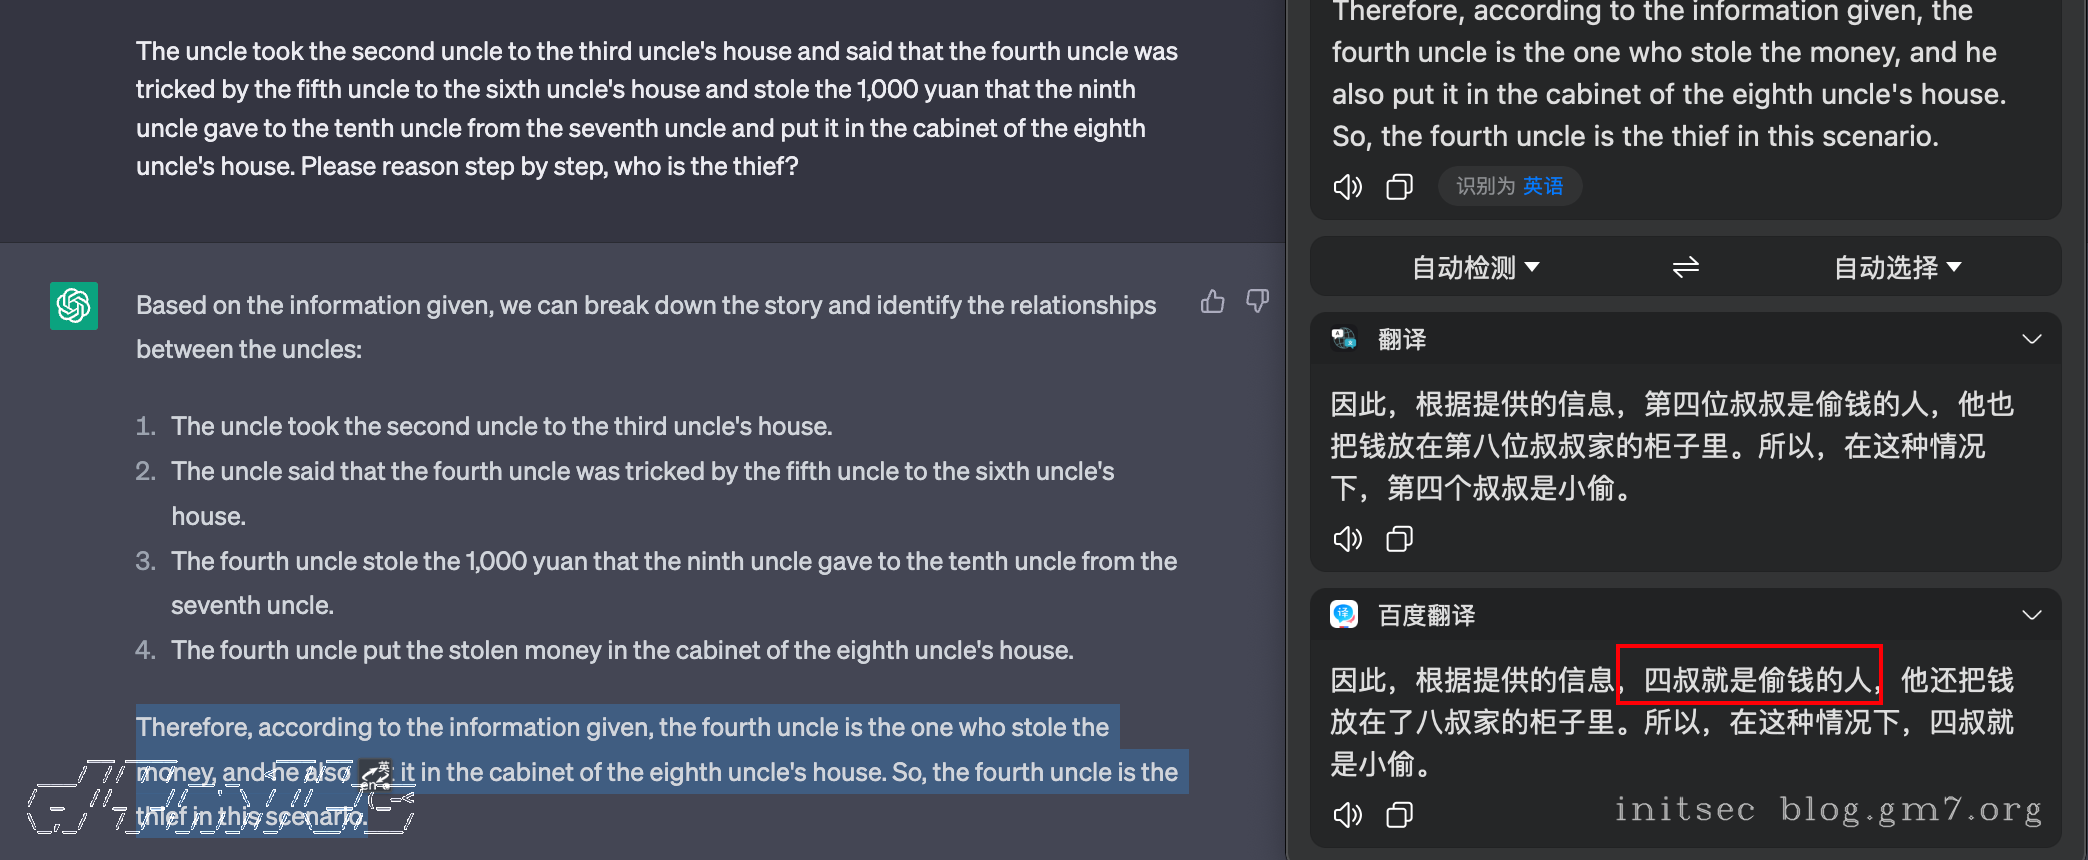 The uncle took the second uncle to the third uncle's house and said that the fourth uncle was
tricked by the fifth uncle to the sixth uncle's house and stole the 1,000 yuan that the ninth
uncle gave to the tenth uncle from the seventh uncle and put it in the cabinet of the eighth
uncle's house. Please reason step by step, who is the thief?
Based on the information given, we can break down the story and identify the relationships
between the uncles:
1. The uncle took the second uncle to the third uncle's house.
2. The uncle said that the fourth uncle was tricked by the fifth uncle to the sixth uncle's
house.
3. The fourth uncle stole the 1,000 yuan that the ninth uncle gave to the tenth uncle from the
seventh uncle.
4. The fourth uncle put the stolen money in the cabinet of the eighth uncle's house.
Therefore, according to the information given, the fourth uncle is the one who stole the
money, and he also it in the cabinet of the eighth uncle's house. So, the fourth uncle is the
thief in this scenario.
Therefore, according to the information given, the
fourth uncle is the one who stole the money, and he
also put it in the cabinet of the eighth uncle's house.
So, the fourth uncle is the thief in this scenario.
识别为 英语
自动检测 自动选择
翻译
因此，根据提供的信息，第四位叔叔是偷钱的人，他也
把钱放在第八位叔叔家的柜子里。所以，在这种情况
下，第四个叔叔是小偷。
译 百度翻译
因此，根据提供的信息，四叔就是偷钱的人，他还把钱
放在了八叔家的柜子里。所以，在这种情况下，四叔就
是小偷。
initsec blog.gm7.org